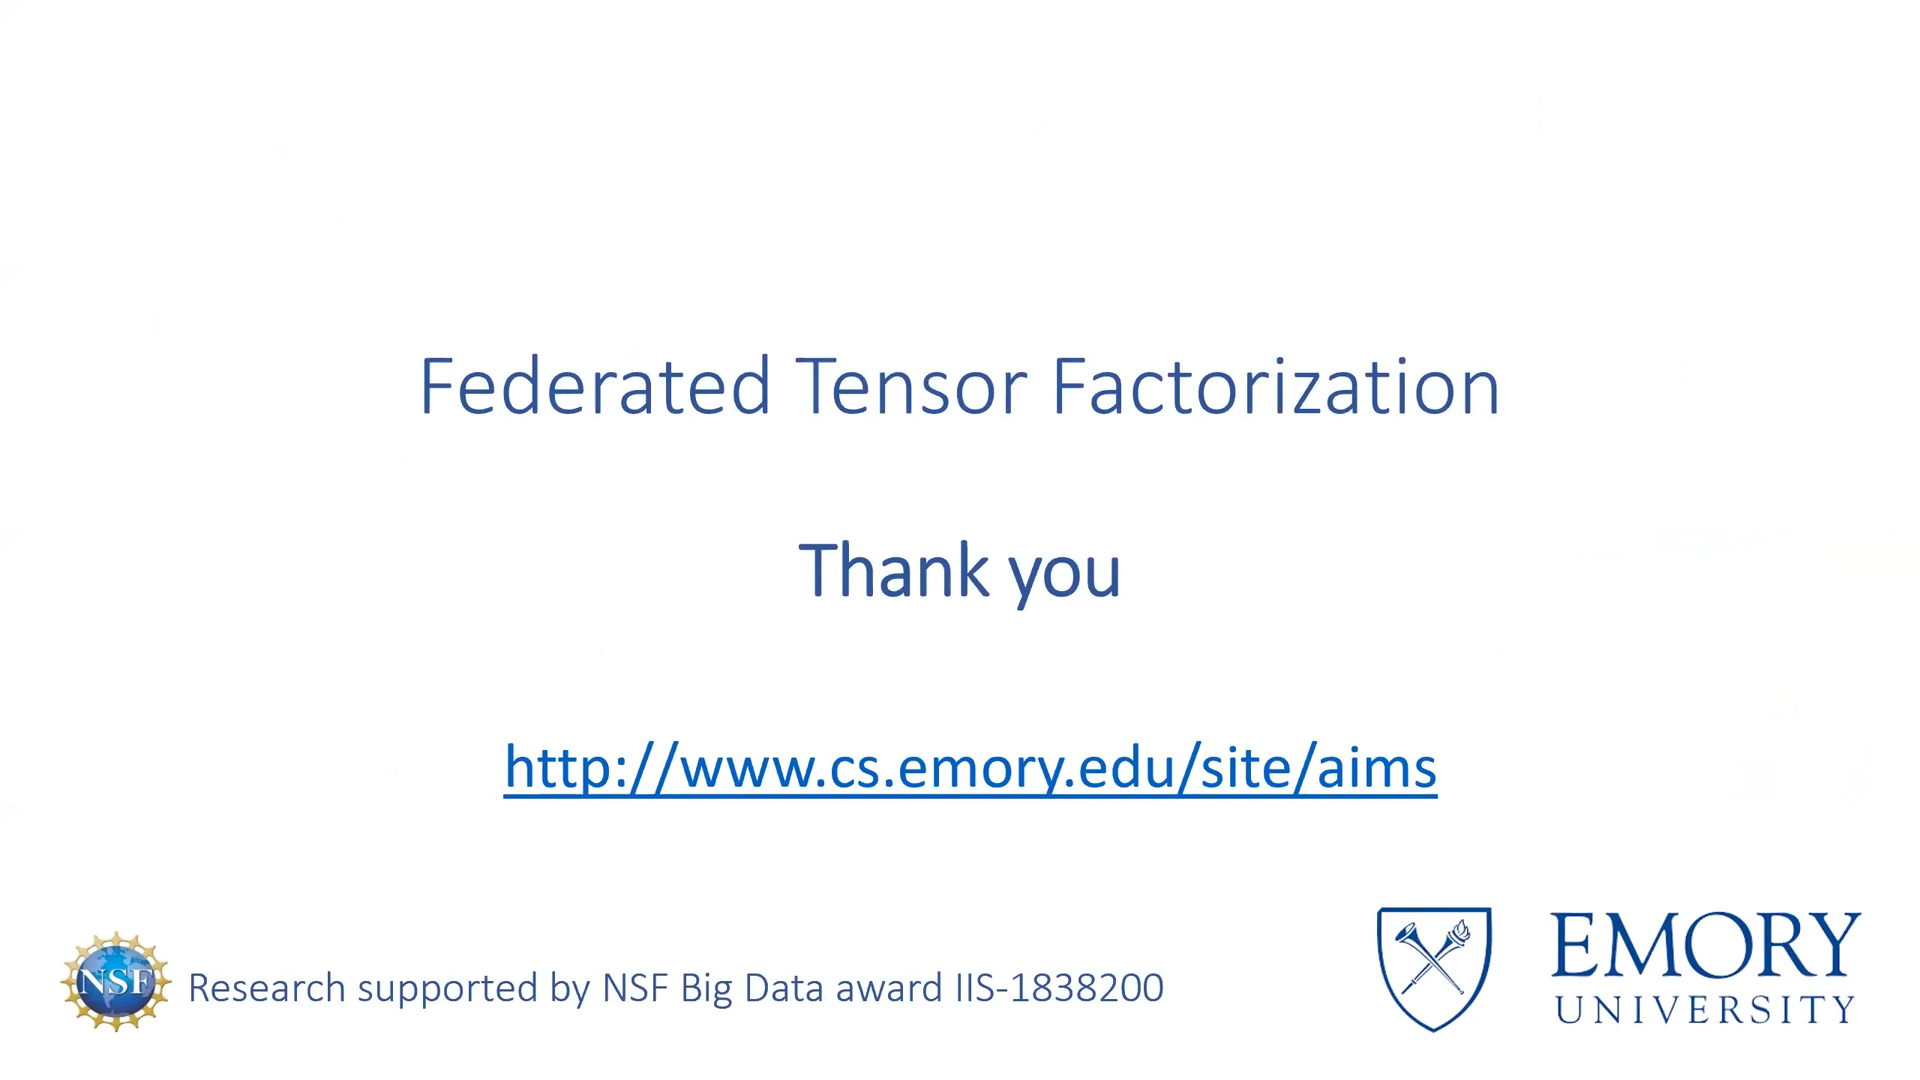 Federated Tensor Factorization
Thank you
http://www.cs.emory.edu/site/aims
NSF
Research supported by NSF Big Data award IIS-1838200
EMORY
UNIVERSITY